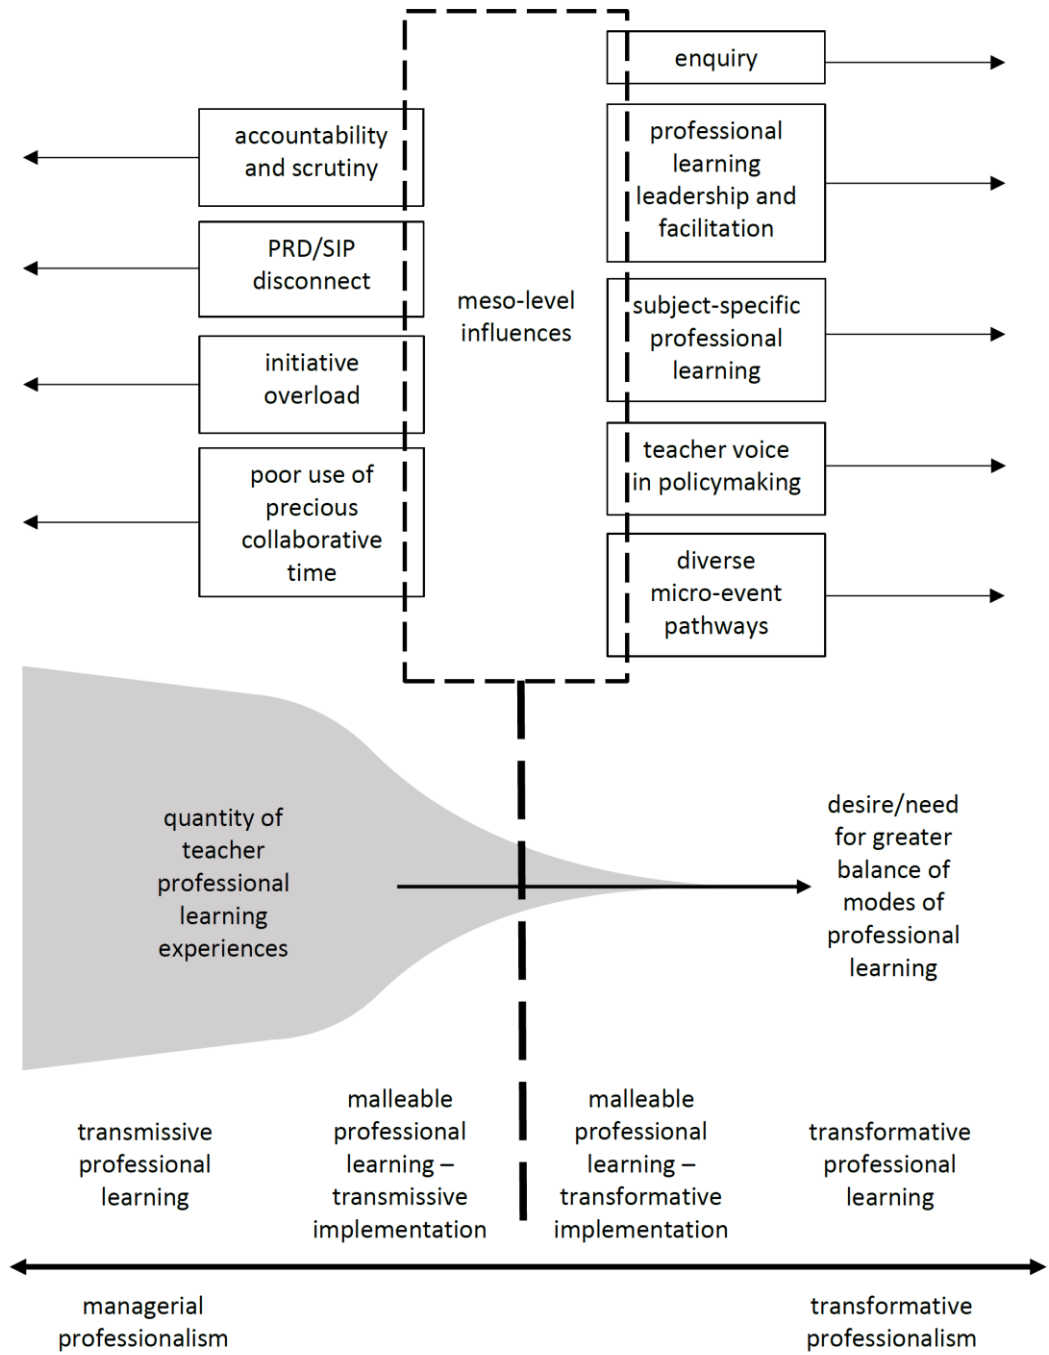 accountability
and scrutiny
PRD/SIP
disconnect
initiative
overload
poor use of
precious
collaborative
time
meso-level
influences
enquiry
professional
learning
leadership and
facilitation
subject-specific
professional
learning
teacher voice
in policymaking
diverse
micro-event
pathways
quantity of
teacher
professional
learning
experiences
desire/need
for greater
balance of
modes of
professional
learning
transmissive
professional
learning
malleable
professional
learning –
transmissive
implementation
malleable
professional
learning –
transformative
implementation
transformative
professional
learning
managerial
professionalism
transformative
professionalism